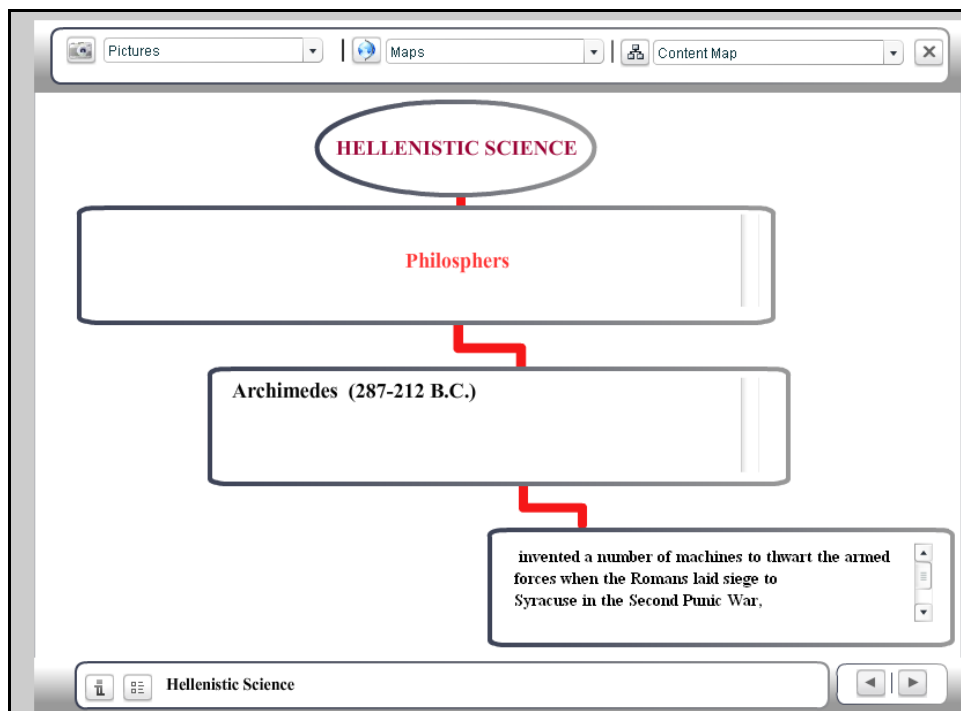 Pictures
Maps
Content Map
HELLENISTIC SCIENCE
Philosphers
Archimedes (287-212 B.C.)
invented a number of machines to thwart the armed
forces when the Romans laid siege to
Syracuse in the Second Punic War,
Hellenistic Science